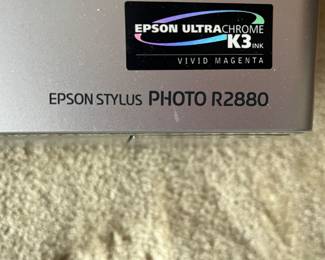 EPSON ULTRACHROME
K3 INK
VIVID MAGENTA
EPSON STYLUS PHOTO R2880